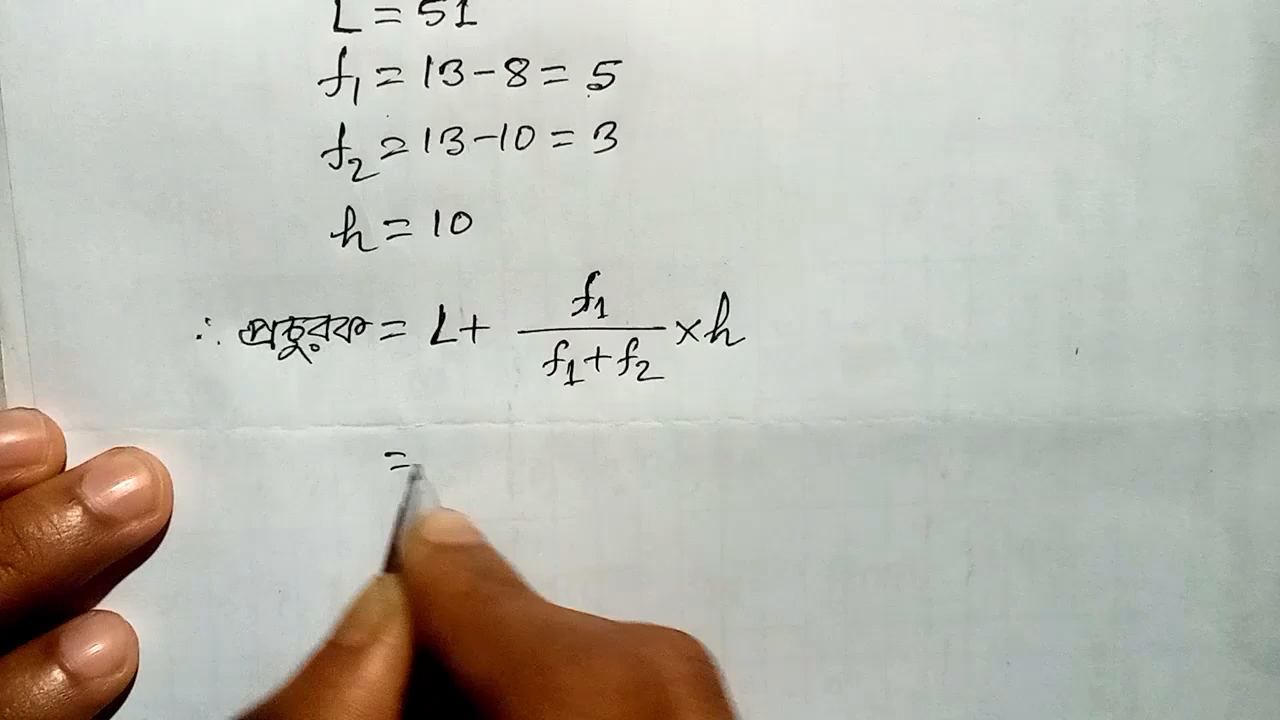 L = 51
f₁ = 13 - 8 = 5
f₂ = 13 - 10 = 3
h = 10
∴ প্রচুরক = L + f₁/(f₁ + f₂) × h
=